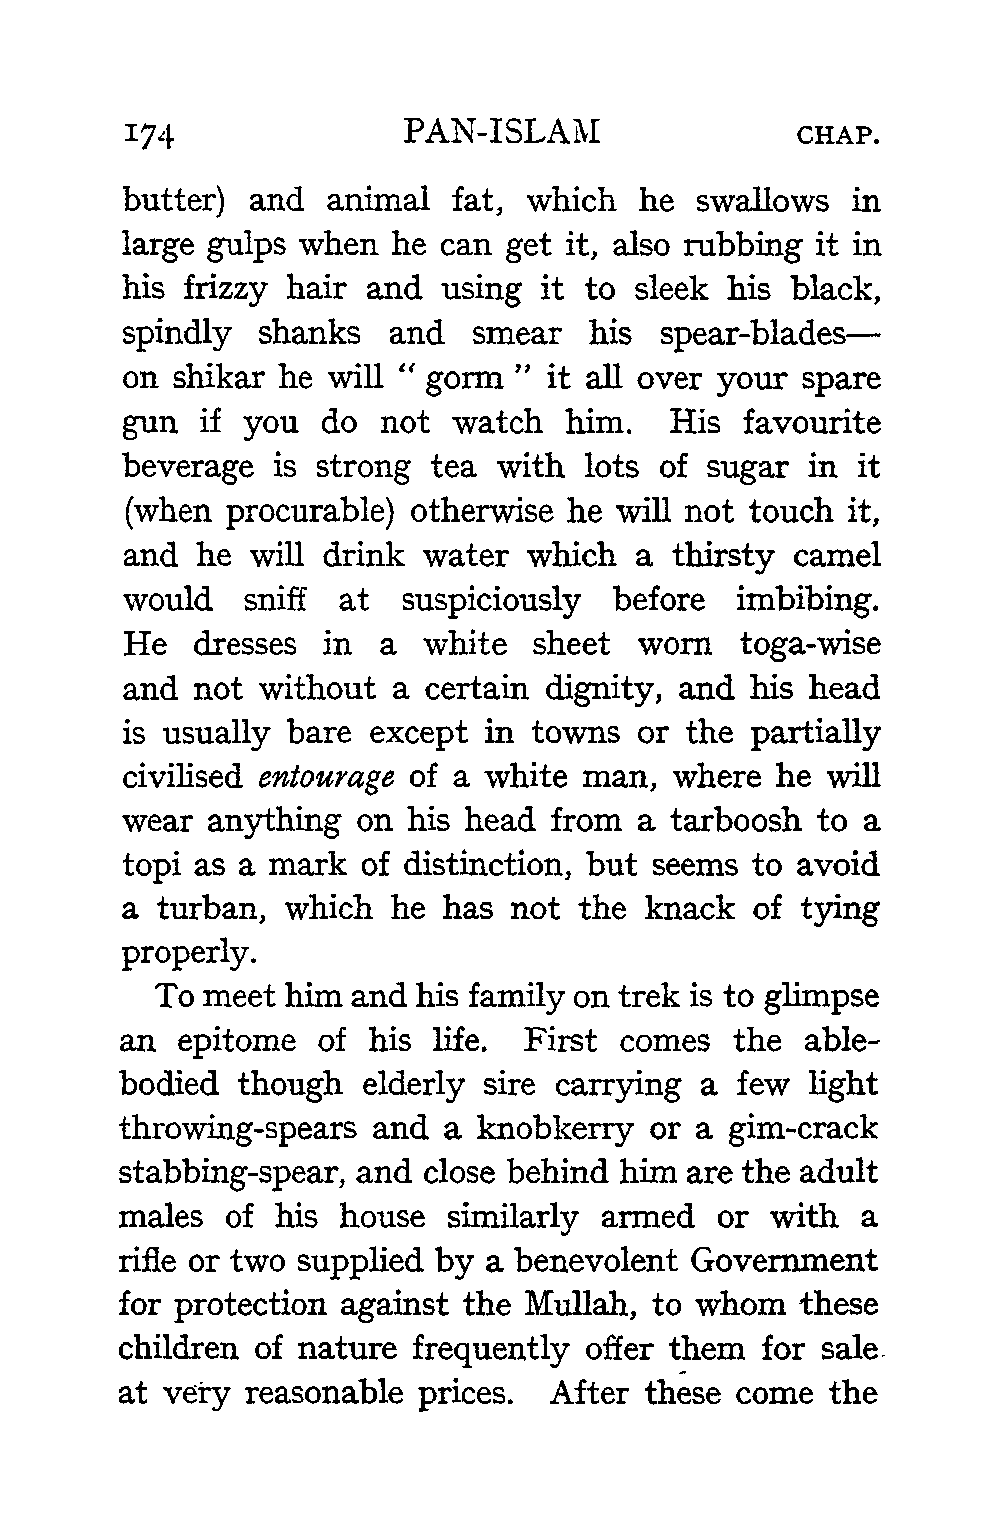 174 PAN-ISLAM CHAP.
butter) and animal fat, which he swallows in
large gulps when he can get it, also rubbing it in
his frizzy hair and using it to sleek his black,
spindly shanks and smear his spear-blades—
on shikar he will “ gorm ” it all over your spare
gun if you do not watch him. His favourite
beverage is strong tea with lots of sugar in it
(when procurable) otherwise he will not touch it,
and he will drink water which a thirsty camel
would sniff at suspiciously before imbibing.
He dresses in a white sheet worn toga-wise
and not without a certain dignity, and his head
is usually bare except in towns or the partially
civilised entourage of a white man, where he will
wear anything on his head from a tarboosh to a
topi as a mark of distinction, but seems to avoid
a turban, which he has not the knack of tying
properly.
To meet him and his family on trek is to glimpse
an epitome of his life. First comes the able-
bodied though elderly sire carrying a few light
throwing-spears and a knobkerry or a gim-crack
stabbing-spear, and close behind him are the adult
males of his house similarly armed or with a
rifle or two supplied by a benevolent Government
for protection against the Mullah, to whom these
children of nature frequently offer them for sale
at very reasonable prices. After these come the